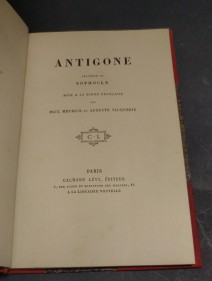 ANTIGONE
TRAGÉDIE DE
SOPHOCLE
MISE A LA SCÈNE FRANÇAISE
PAR
PAUL MEURICE ET AUGUSTE VACQUERIE
C·L
PARIS
CALMANN LÉVY, ÉDITEUR
A LA LIBRAIRIE NOUVELLE